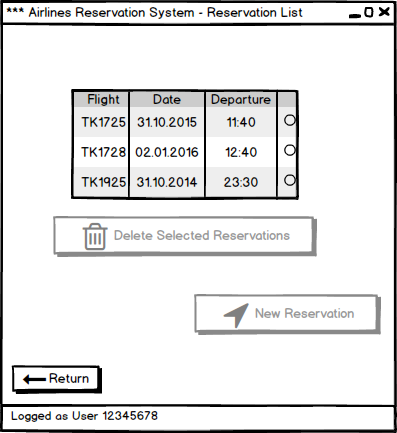 *** Airlines Reservation System - Reservation List
Flight Date Departure
TK1725 31.10.2015 11:40
TK1728 02.01.2016 12:40
TK1925 31.10.2014 23:30
Delete Selected Reservations
New Reservation
Return
Logged as User 12345678